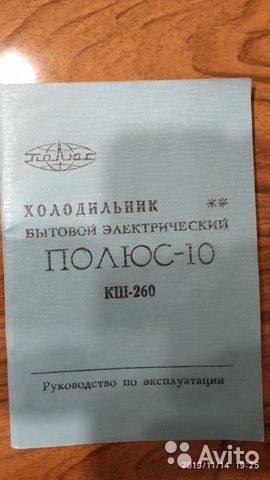 ПОЛЮС
ХОЛОДИЛЬНИК **
БЫТОВОЙ ЭЛЕКТРИЧЕСКИЙ
ПОЛЮС-10
КШ-260
Руководство по эксплуатации
Avito
2019/11/14 19:25